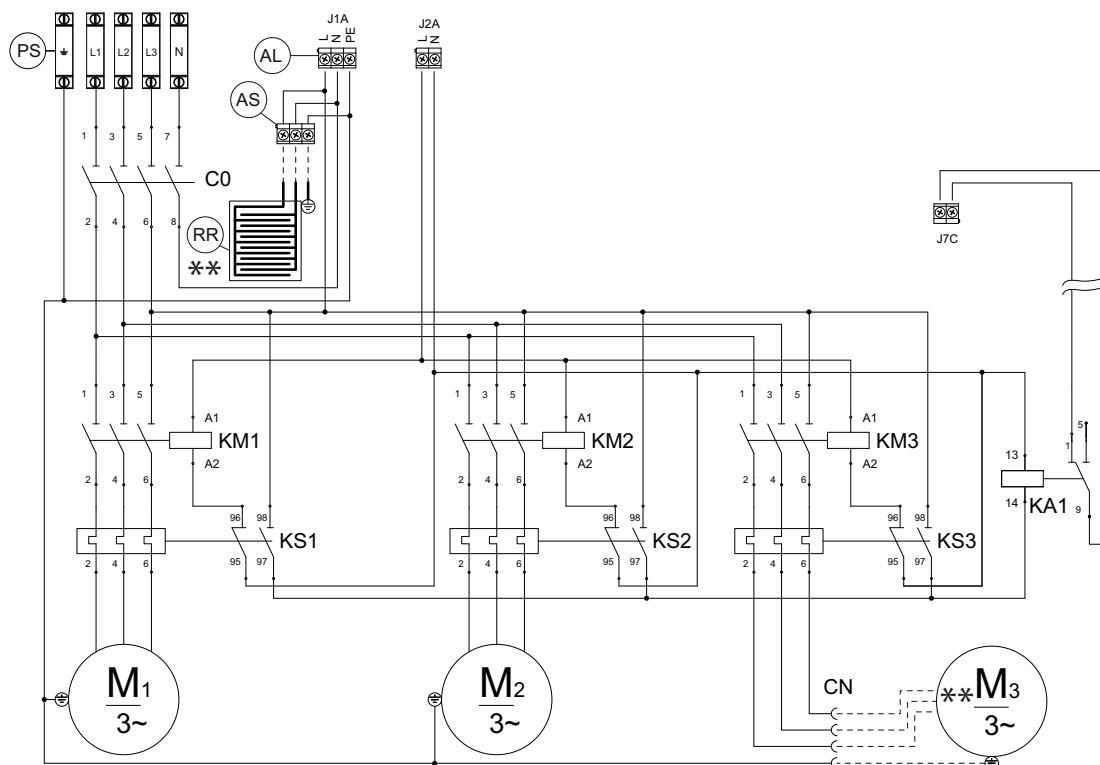 J1A J2A
PS L1 L2 L3 N AL L N PE L N
AS
1 3 5 7
C0
2 4 6 8
RR
**
J7C
1 3 5 A1 1 3 5 A1 1 3 5 A1 1 5
KM1 KM2 KM3
A2 A2 A2 13
2 4 6 2 4 6 2 4 6
14 KA1 9
96 98 96 98 96 98
KS1 KS2 KS3
2 4 6 95 97 2 4 6 95 97 2 4 6 95 97
M1 M2 CN **M3
3~ 3~ 3~